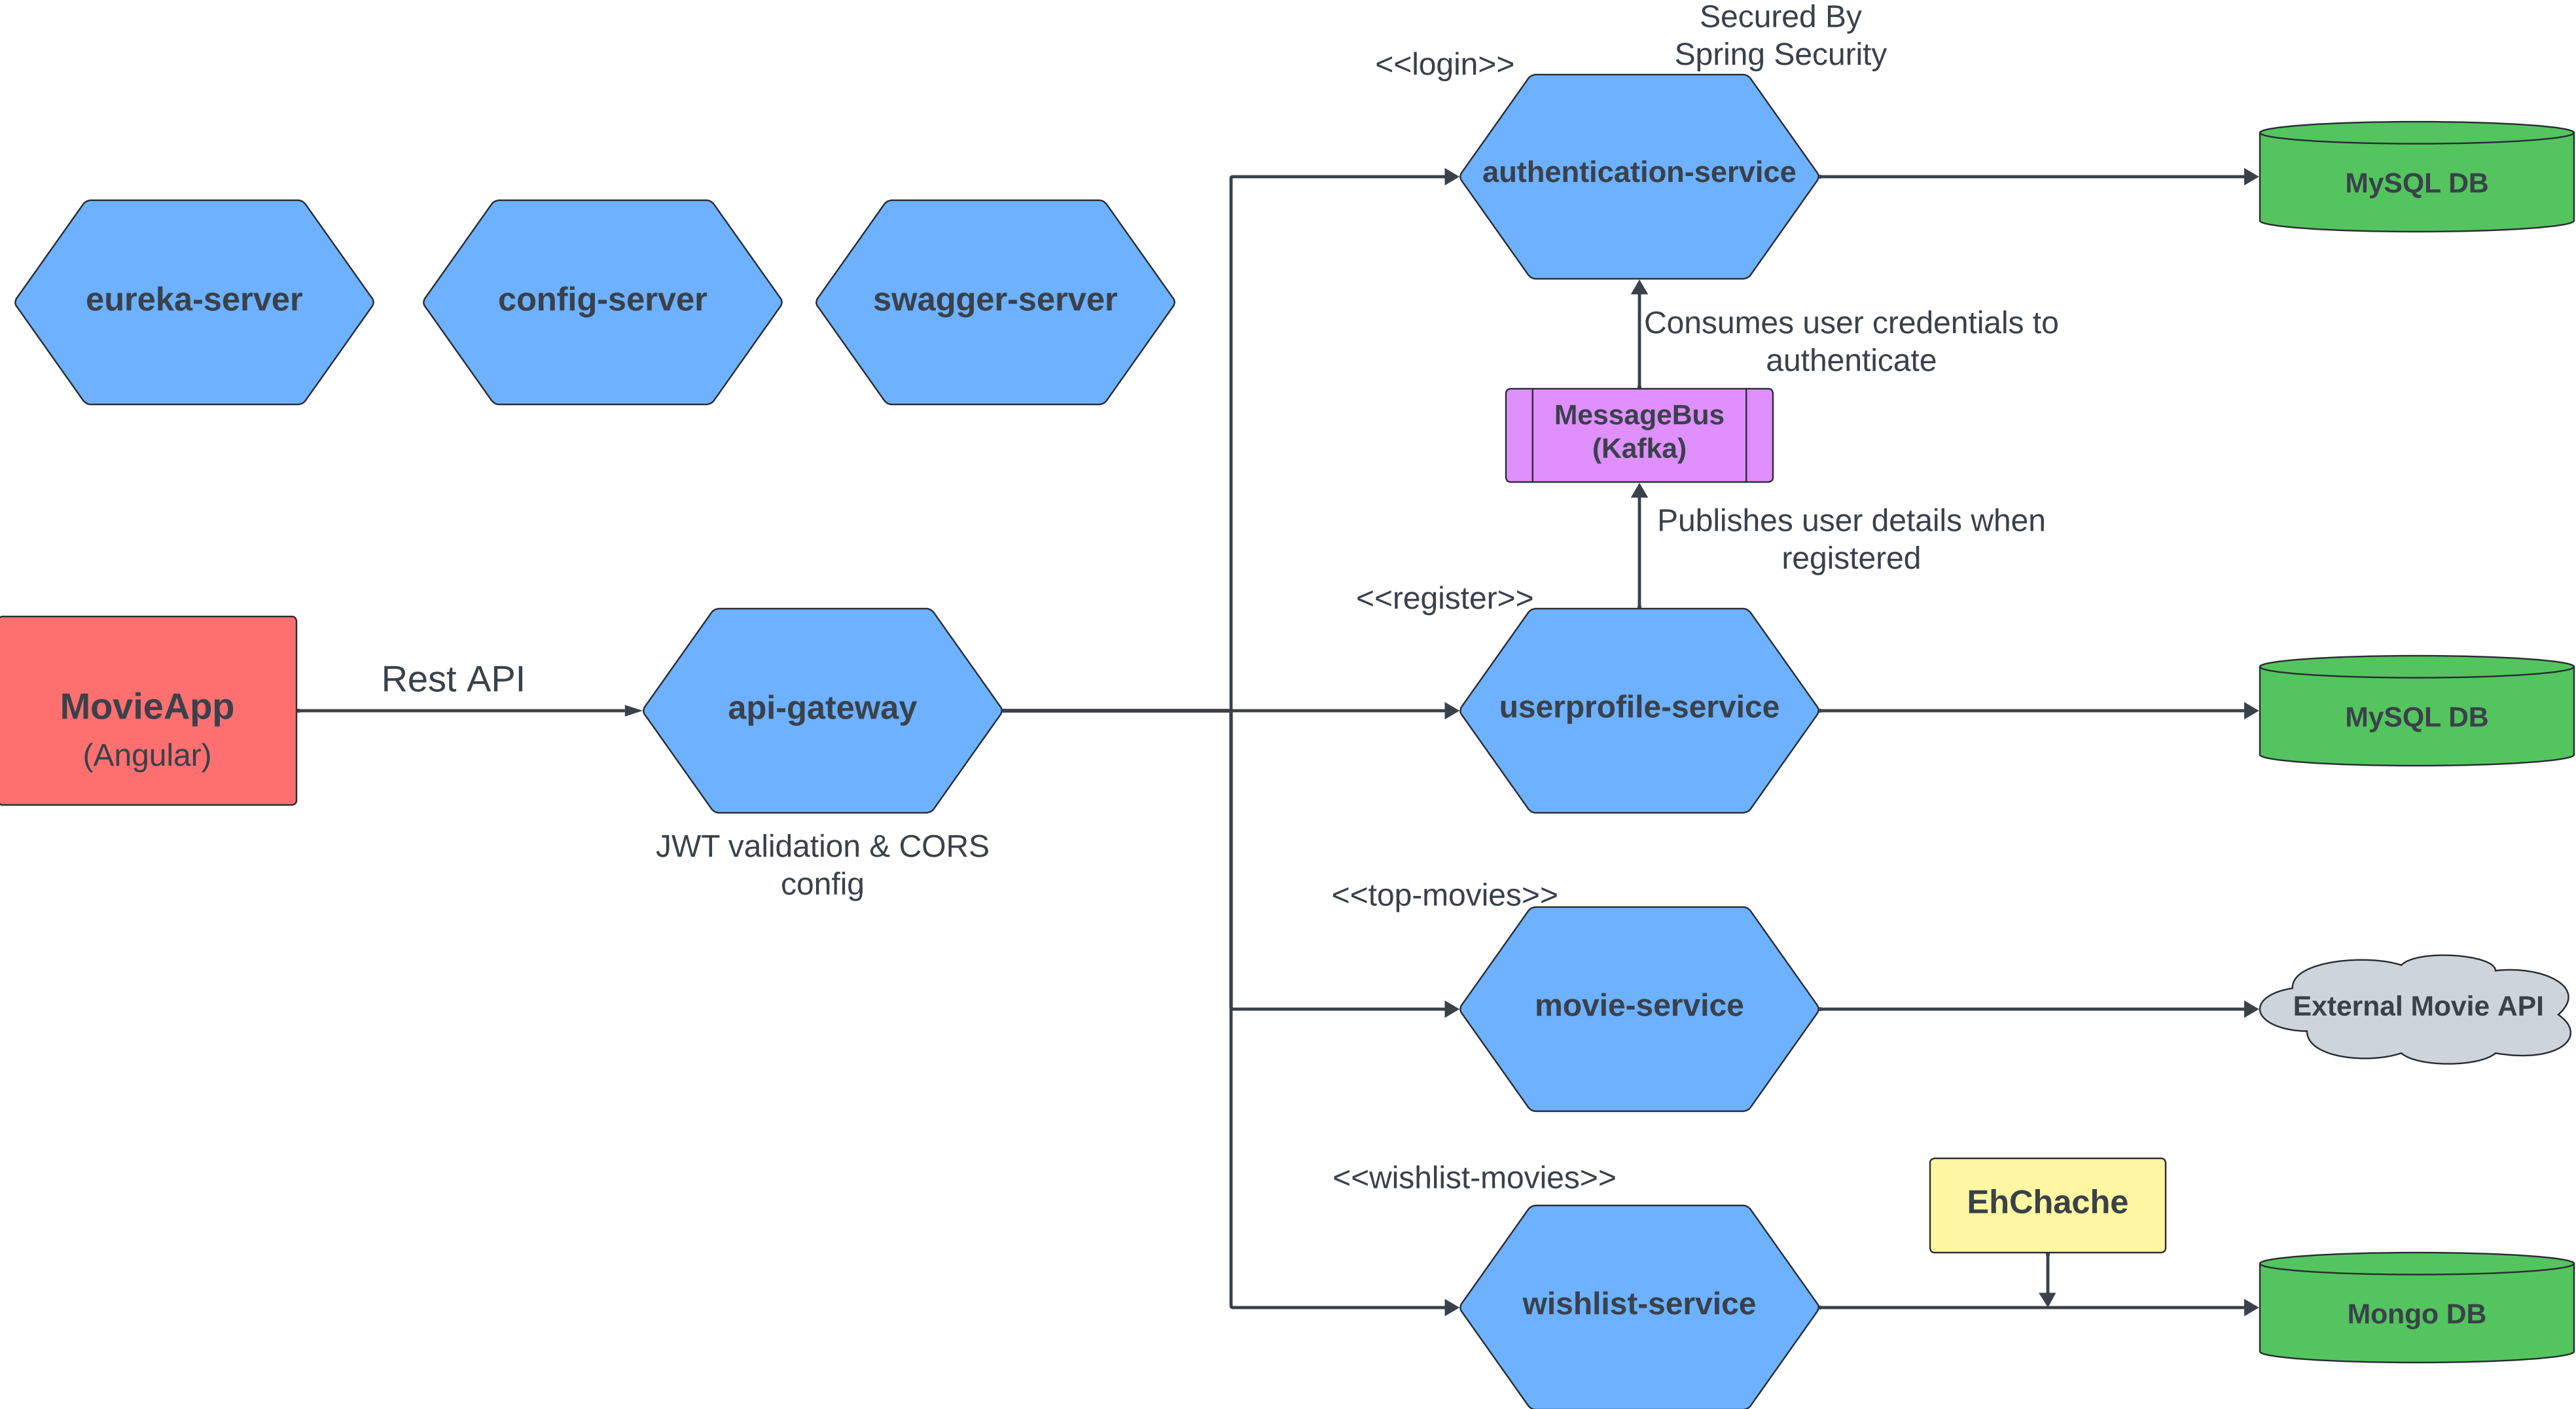 Secured By
Spring Security
<<login>>
authentication-service
MySQL DB
eureka-server
config-server
swagger-server
Consumes user credentials to
authenticate
MessageBus
(Kafka)
Publishes user details when
registered
<<register>>
MovieApp
(Angular)
Rest API
api-gateway
JWT validation & CORS
config
userprofile-service
MySQL DB
<<top-movies>>
movie-service
External Movie API
<<wishlist-movies>>
wishlist-service
EhChache
Mongo DB